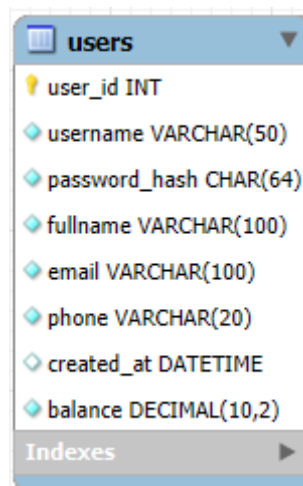 users
user_id INT
username VARCHAR(50)
password_hash CHAR(64)
fullname VARCHAR(100)
email VARCHAR(100)
phone VARCHAR(20)
created_at DATETIME
balance DECIMAL(10,2)
Indexes